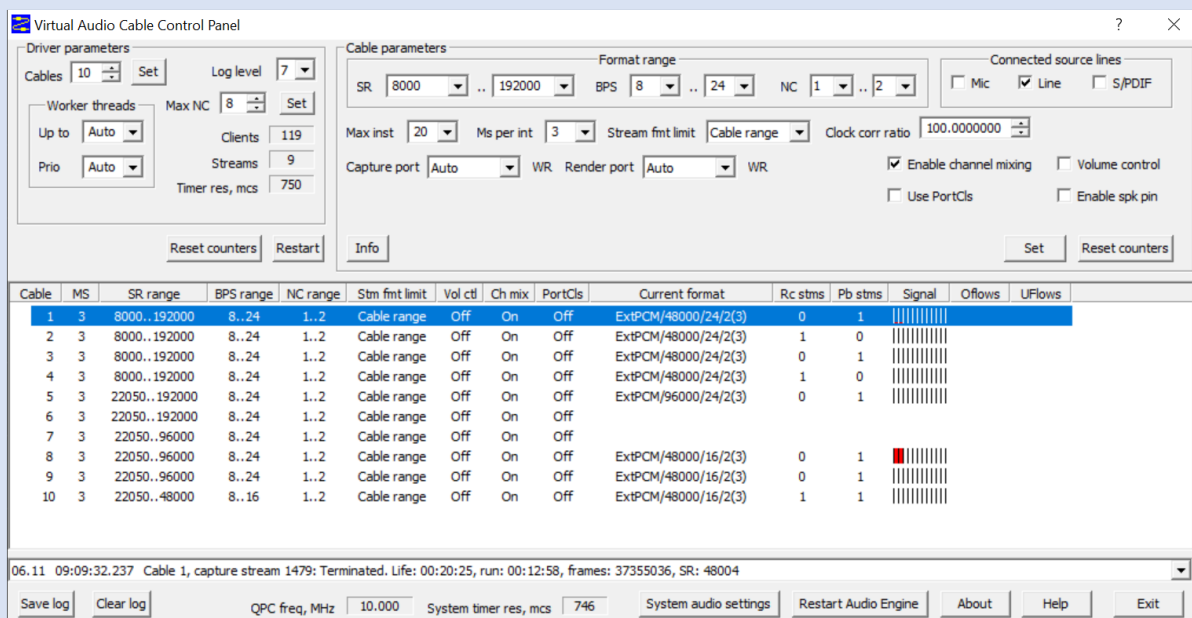 Virtual Audio Cable Control Panel
Driver parameters
Cables 10 Set Log level 7
Worker threads Max NC 8 Set
Up to Auto Clients 119
Streams 9
Prio Auto Timer res, mcs 750
Reset counters Restart
Cable parameters
Format range
SR 8000 .. 192000 BPS 8 .. 24 NC 1 .. 2
Connected source lines
Mic Line S/PDIF
Max inst 20 Ms per int 3 Stream fmt limit Cable range Clock corr ratio 100.0000000
Capture port Auto WR Render port Auto WR Enable channel mixing Volume control
Use PortCls Enable spk pin
Info Set Reset counters
Cable MS SR range BPS range NC range Stm fmt limit Vol ctl Ch mix PortCls Current format Rc stms Pb stms Signal Oflows UFlows
1 3 8000..192000 8..24 1..2 Cable range Off On Off ExtPCM/48000/24/2(3) 0 1
2 3 8000..192000 8..24 1..2 Cable range Off On Off ExtPCM/48000/24/2(3) 1 0
3 3 8000..192000 8..24 1..2 Cable range Off On Off ExtPCM/48000/24/2(3) 0 1
4 3 8000..192000 8..24 1..2 Cable range Off On Off ExtPCM/48000/24/2(3) 1 0
5 3 22050..192000 8..24 1..2 Cable range Off On Off ExtPCM/96000/24/2(3) 0 1
6 3 22050..192000 8..24 1..2 Cable range Off On Off
7 3 22050..96000 8..24 1..2 Cable range Off On Off
8 3 22050..96000 8..24 1..2 Cable range Off On Off ExtPCM/48000/16/2(3) 0 1
9 3 22050..96000 8..24 1..2 Cable range Off On Off ExtPCM/48000/16/2(3) 0 1
10 3 22050..48000 8..16 1..2 Cable range Off On Off ExtPCM/48000/16/2(3) 1 1
06.11 09:09:32.237 Cable 1, capture stream 1479: Terminated. Life: 00:20:25, run: 00:12:58, frames: 37355036, SR: 48004
Save log Clear log QPC freq, MHz 10.000 System timer res, mcs 746 System audio settings Restart Audio Engine About Help Exit